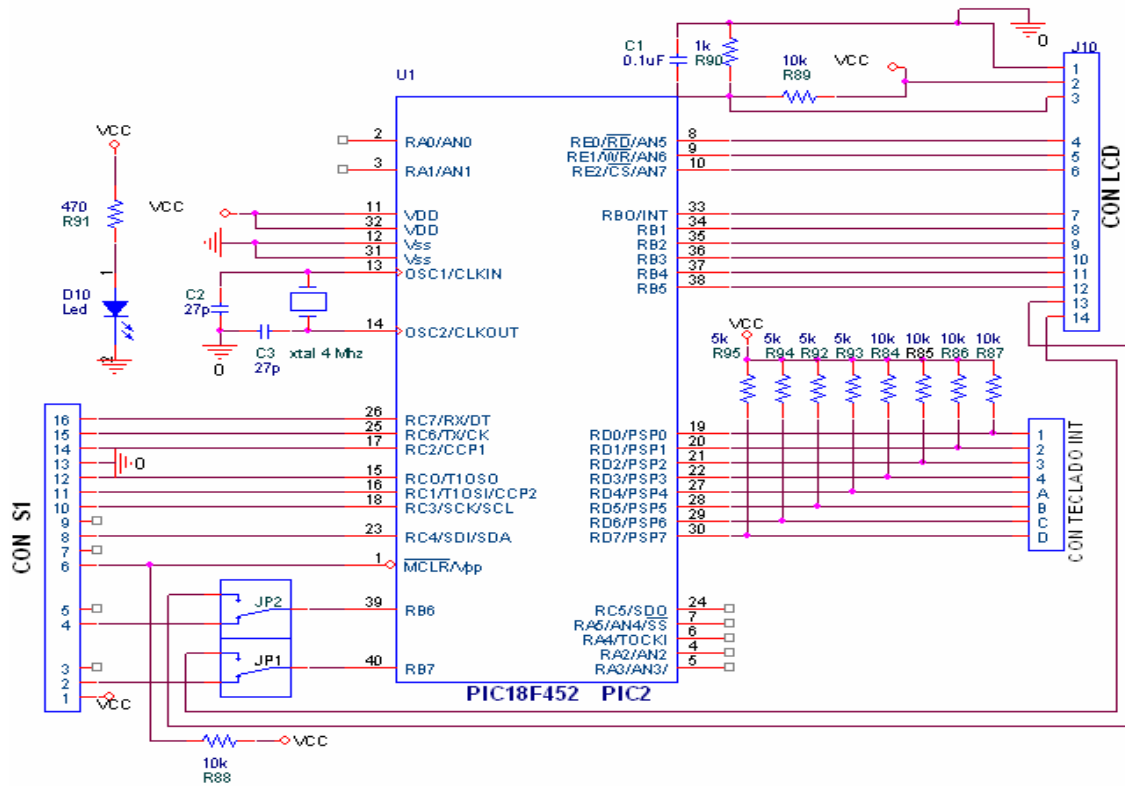 C1
0.1uF
1k
R90
10k
R89
VCC
0
J10
1
2
3
4
5
6
7
8
9
10
11
12
13
14
CON LCD
U1
2 RA0/AN0
3 RA1/AN1
11 VDD
32 VDD
12 Vss
31 Vss
13 OSC1/CLKIN
14 OSC2/CLKOUT
26 RC7/RX/DT
25 RC6/TX/CK
17 RC2/CCP1
15 RC0/T1OSO
16 RC1/T1OSI/CCP2
18 RC3/SCK/SCL
23 RC4/SDI/SDA
1 MCLR/Vpp
39 RB6
40 RB7
RE0/RD/AN5 8
RE1/WR/AN6 9
RE2/CS/AN7 10
RB0/INT 33
RB1 34
RB2 35
RB3 36
RB4 37
RB5 38
RD0/PSP0 19
RD1/PSP1 20
RD2/PSP2 21
RD3/PSP3 22
RD4/PSP4 27
RD5/PSP5 28
RD6/PSP6 29
RD7/PSP7 30
RC5/SDO 24
RA5/AN4/SS 7
RA4/TOCKI 6
RA2/AN2 4
RA3/AN3/ 5
PIC18F452 PIC2
VCC
470
R91
1
D10
Led
2
VCC
C2
27p
0
C3
27p
xtal 4 Mhz
VCC
5k 5k 5k 5k 10k 10k 10k 10k
R95 R94 R92 R93 R84 R85 R86 R87
1
2
3
4
A
B
C
D
CON TECLADO INT
CON S1
16
15
14
13
12
11
10
9
8
7
6
5
4
3
2
1
0
VCC
JP2
JP1
10k
R88
VCC